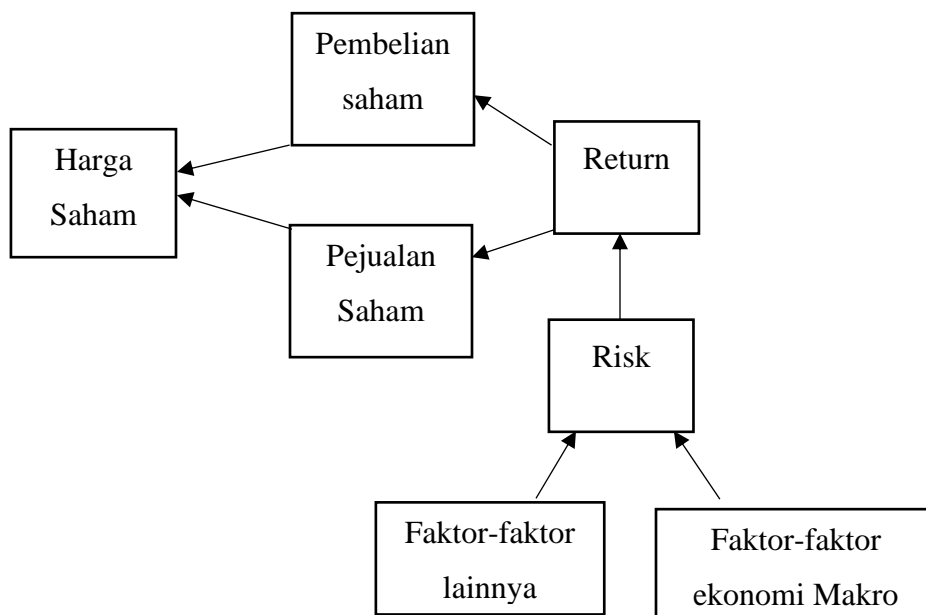 Pembelian
saham
Harga
Saham
Return
Pejualan
Saham
Risk
Faktor-faktor
lainnya
Faktor-faktor
ekonomi Makro